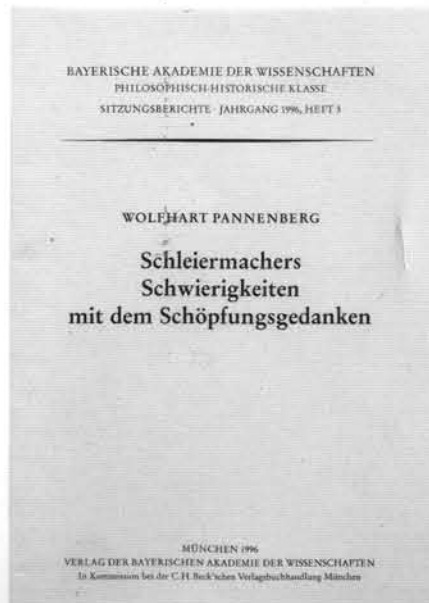 BAYERISCHE AKADEMIE DER WISSENSCHAFTEN
PHILOSOPHISCH-HISTORISCHE KLASSE
SITZUNGSBERICHTE · JAHRGANG 1996, HEFT 3
WOLFHART PANNENBERG
Schleiermachers
Schwierigkeiten
mit dem Schöpfungsgedanken
MÜNCHEN 1996
VERLAG DER BAYERISCHEN AKADEMIE DER WISSENSCHAFTEN
In Kommission bei der C. H. Beck'schen Verlagsbuchhandlung München